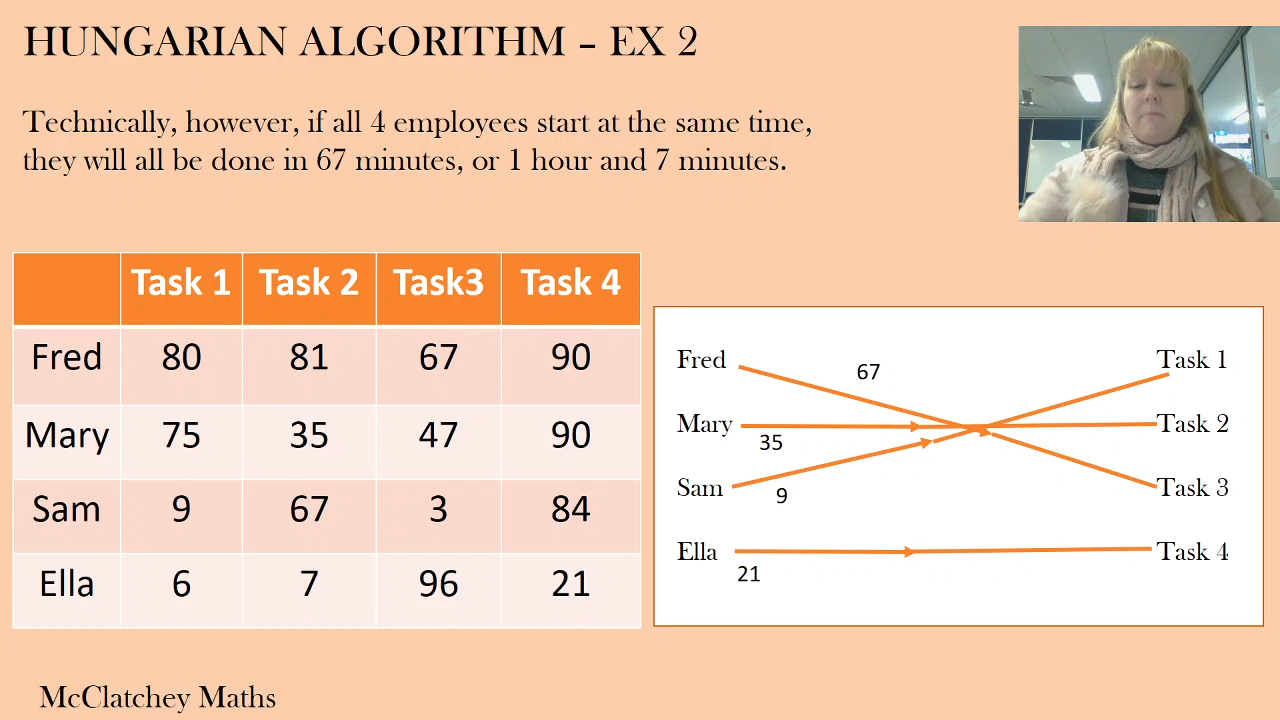 HUNGARIAN ALGORITHM – EX 2
Technically, however, if all 4 employees start at the same time,
they will all be done in 67 minutes, or 1 hour and 7 minutes.
Task 1 Task 2 Task3 Task 4
Fred 80 81 67 90
Mary 75 35 47 90
Sam 9 67 3 84
Ella 6 7 96 21
Fred 67 Task 1
Mary 35 Task 2
Sam 9 Task 3
Ella 21 Task 4
McClatchey Maths